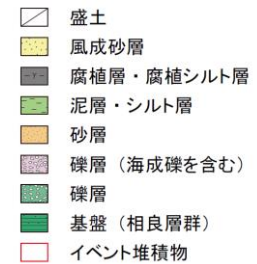 盛土
風成砂層
腐植層・腐植シルト層
泥層・シルト層
砂層
礫層（海成礫を含む）
礫層
基盤（相良層群）
イベント堆積物